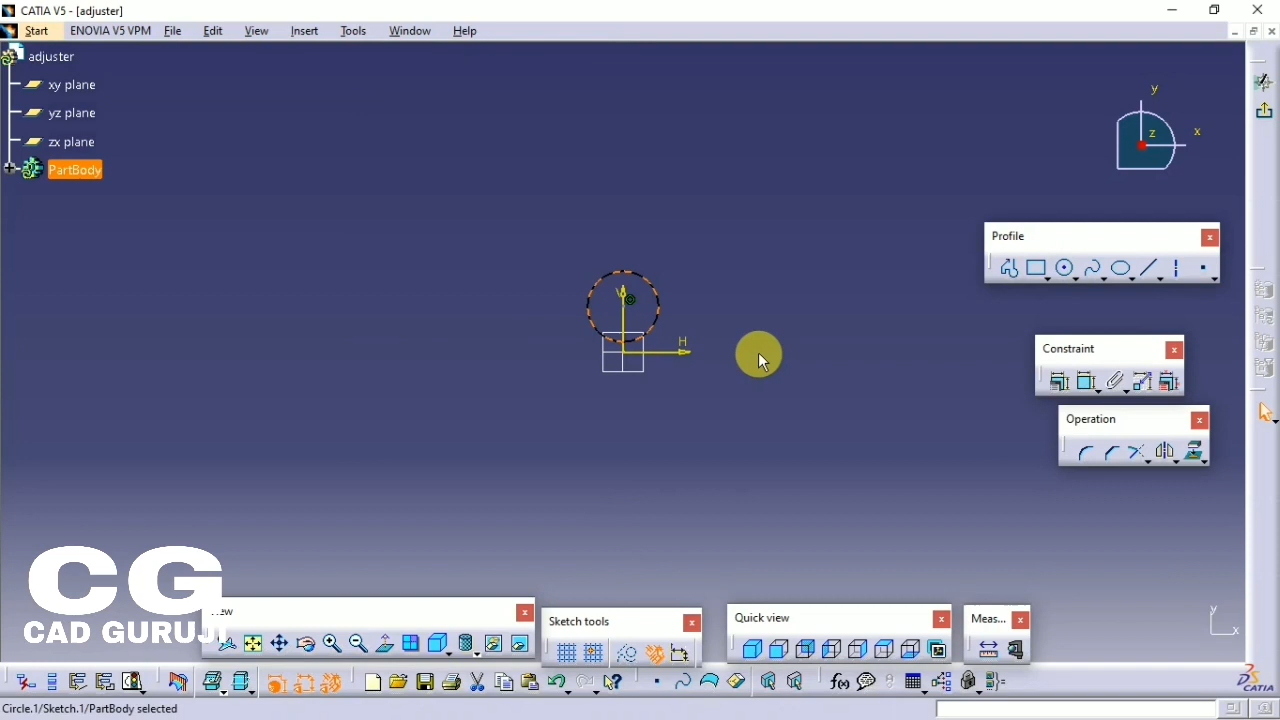 CATIA V5 - [adjuster]
Start ENOVIA V5 VPM File Edit View Insert Tools Window Help
adjuster
xy plane
yz plane
zx plane
PartBody
y
x
z
V
H
Profile
Constraint
Operation
CG
CAD GURUJI
Sketch tools
Quick view
Meas...
f(x)
y
x
CATIA
Circle.1/Sketch.1/PartBody selected